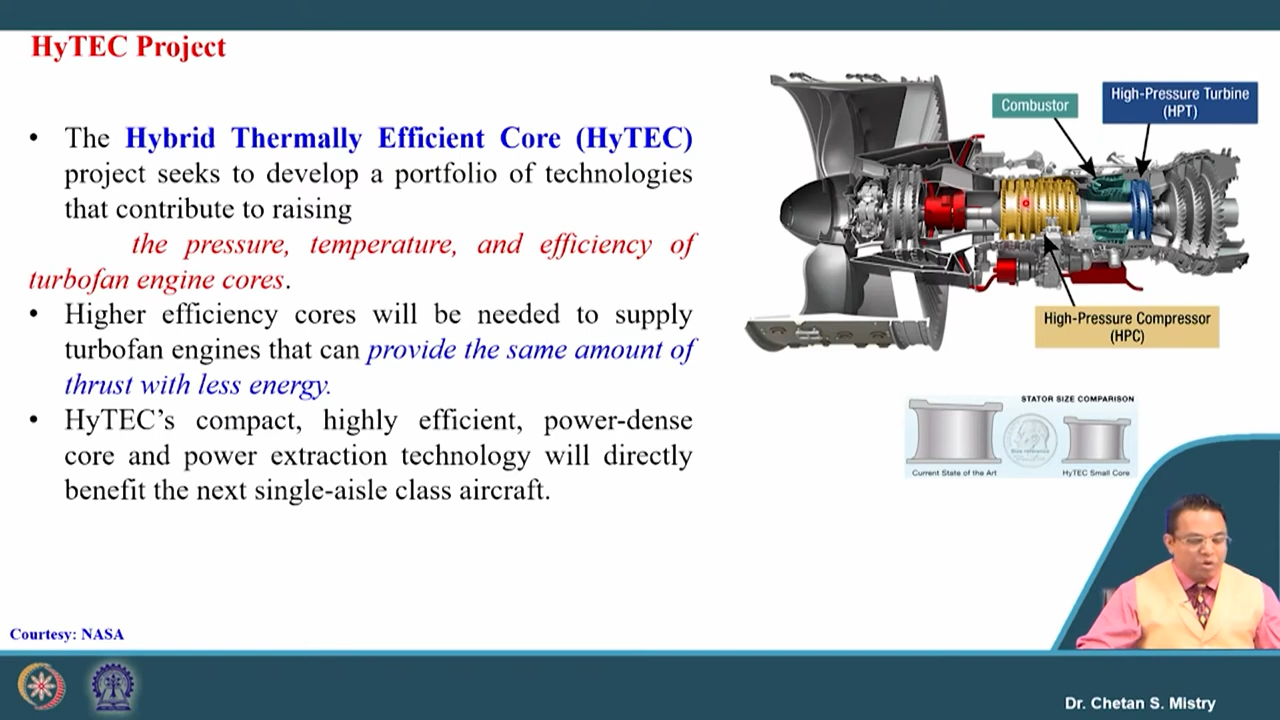 HyTEC Project
• The Hybrid Thermally Efficient Core (HyTEC)
project seeks to develop a portfolio of technologies
that contribute to raising
the pressure, temperature, and efficiency of
turbofan engine cores.
• Higher efficiency cores will be needed to supply
turbofan engines that can provide the same amount of
thrust with less energy.
• HyTEC’s compact, highly efficient, power-dense
core and power extraction technology will directly
benefit the next single-aisle class aircraft.
Combustor
High-Pressure Turbine
(HPT)
High-Pressure Compressor
(HPC)
STATOR SIZE COMPARISON
Size reference
Current State of the Art
HyTEC Small Core
Courtesy: NASA
Dr. Chetan S. Mistry